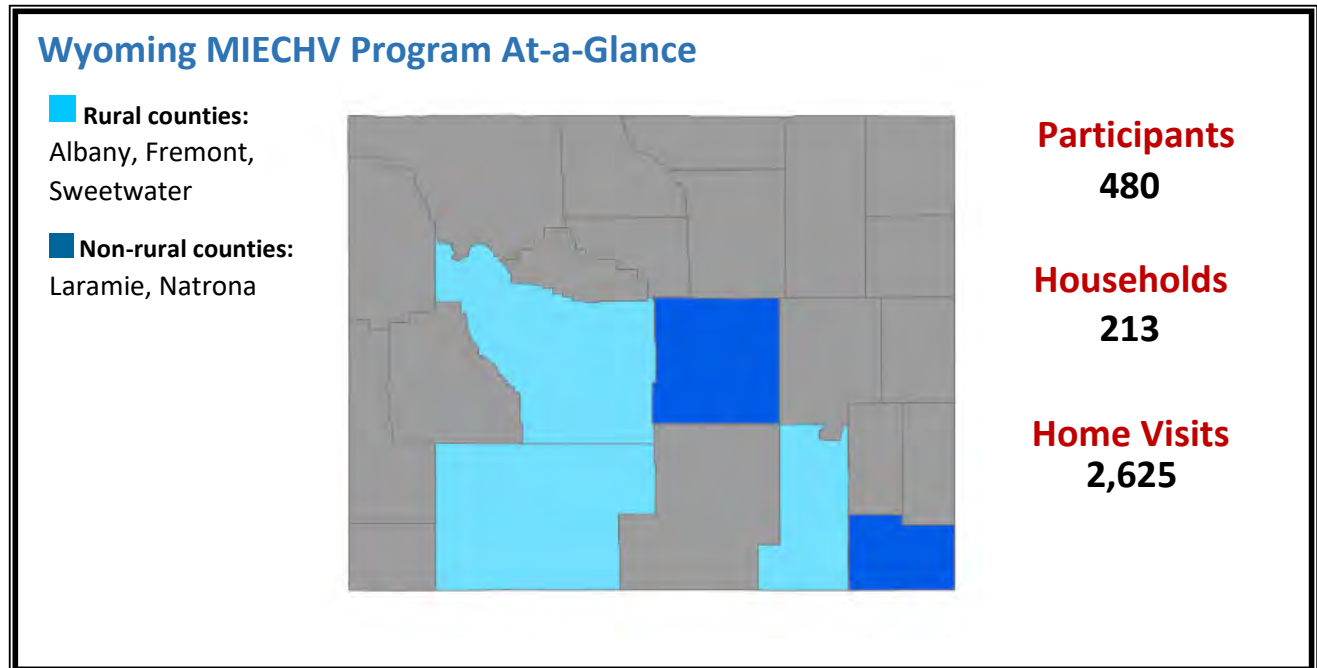 Wyoming MIECHV Program At-a-Glance
Rural counties:
Albany, Fremont,
Sweetwater
Non-rural counties:
Laramie, Natrona
Participants
480
Households
213
Home Visits
2,625